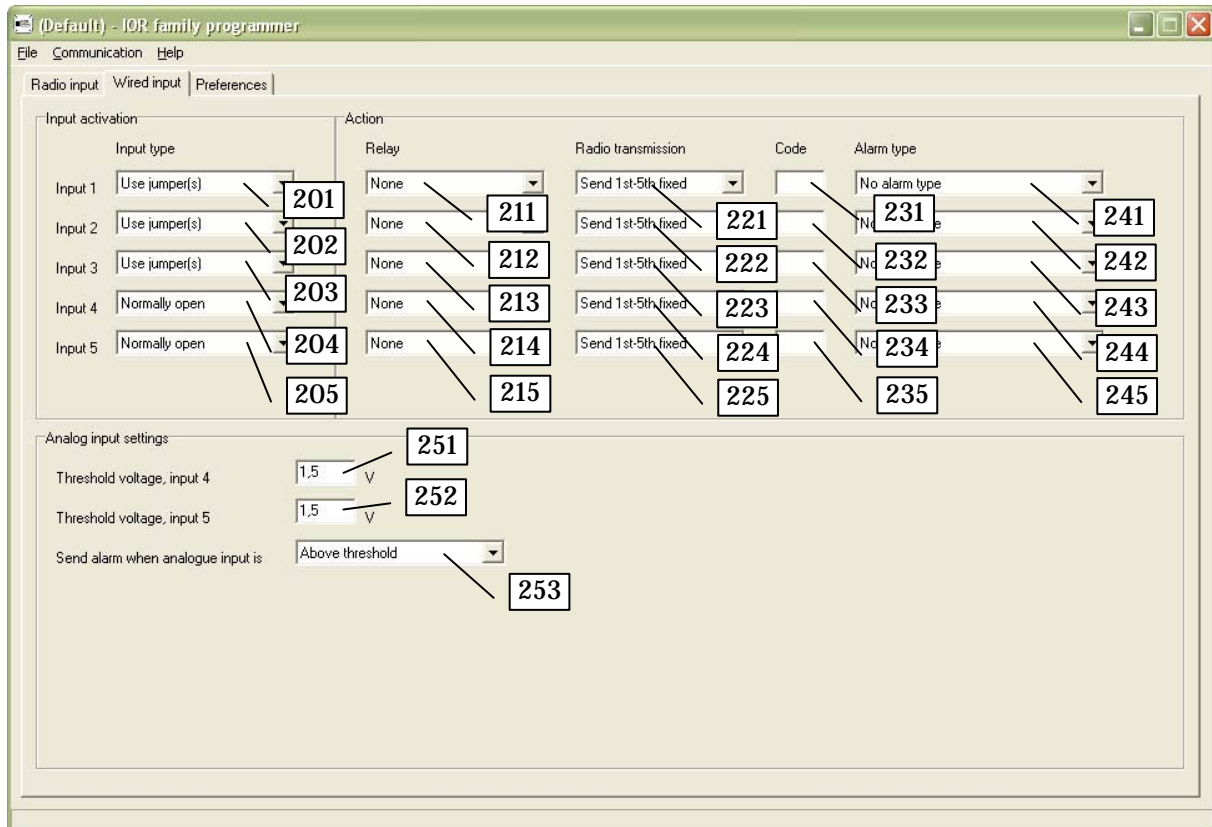 (Default) - IOR family programmer
File Communication Help
Radio input Wired input Preferences
Input activation Action
Input type Relay Radio transmission Code Alarm type
Input 1 Use jumper(s) 201 None 211 Send 1st-5th fixed 221 231 No alarm type 241
Input 2 Use jumper(s) 202 None 212 Send 1st-5th fixed 222 232 242
Input 3 Use jumper(s) 203 None 213 Send 1st-5th fixed 223 233 243
Input 4 Normally open 204 None 214 Send 1st-5th fixed 224 234 244
Input 5 Normally open 205 None 215 Send 1st-5th fixed 225 235 245
Analog input settings
Threshold voltage, input 4 1,5 V 251
Threshold voltage, input 5 1,5 V 252
Send alarm when analogue input is Above threshold 253